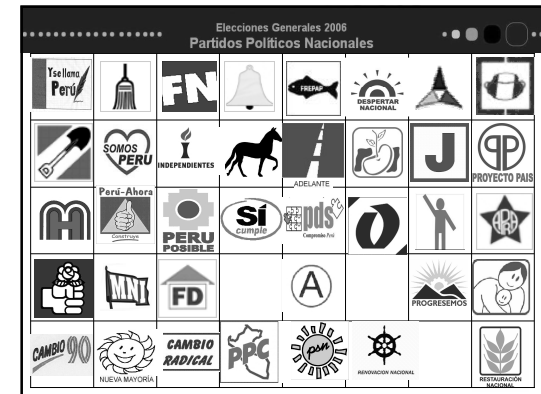 Elecciones Generales 2006
Partidos Políticos Nacionales
Y se llama
Perú
FN
FREPAP
DESPERTAR
NACIONAL
SOMOS
PERU
INDEPENDIENTES
ADELANTE
J
PP
PROYECTO PAIS
Perú-Ahora
Construye
PERU
POSIBLE
Sí
cumple
pds
Compromiso Perú
APRA
MNI
FD
A
PROGRESEMOS
CAMBIO 90
NUEVA MAYORÍA
CAMBIO
RADICAL
PPC
psn
RENOVACION NACIONAL
RESTAURACIÓN
NACIONAL